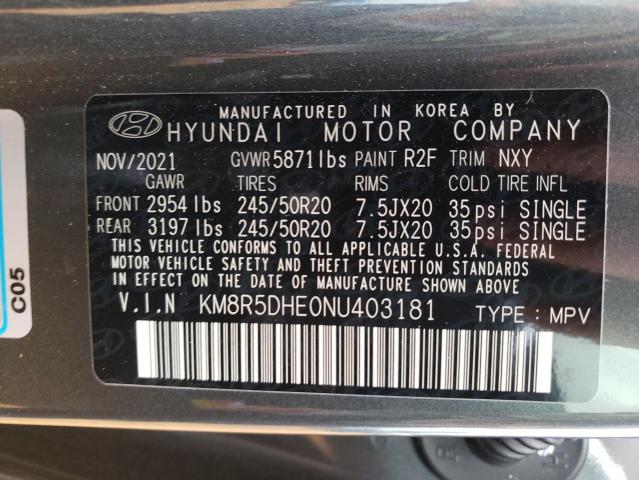 MANUFACTURED IN KOREA BY
HYUNDAI MOTOR COMPANY
NOV/2021 GVWR 5871lbs PAINT R2F TRIM NXY
GAWR TIRES RIMS COLD TIRE INFL
FRONT 2954 lbs 245/50R20 7.5JX20 35psi SINGLE
REAR 3197 lbs 245/50R20 7.5JX20 35psi SINGLE
THIS VEHICLE CONFORMS TO ALL APPLICABLE U.S.A. FEDERAL
MOTOR VEHICLE SAFETY AND THEFT PREVENTION STANDARDS
IN EFFECT ON THE DATE OF MANUFACTURE SHOWN ABOVE.
V.I.N KM8R5DHE0NU403181 TYPE: MPV
C05
R